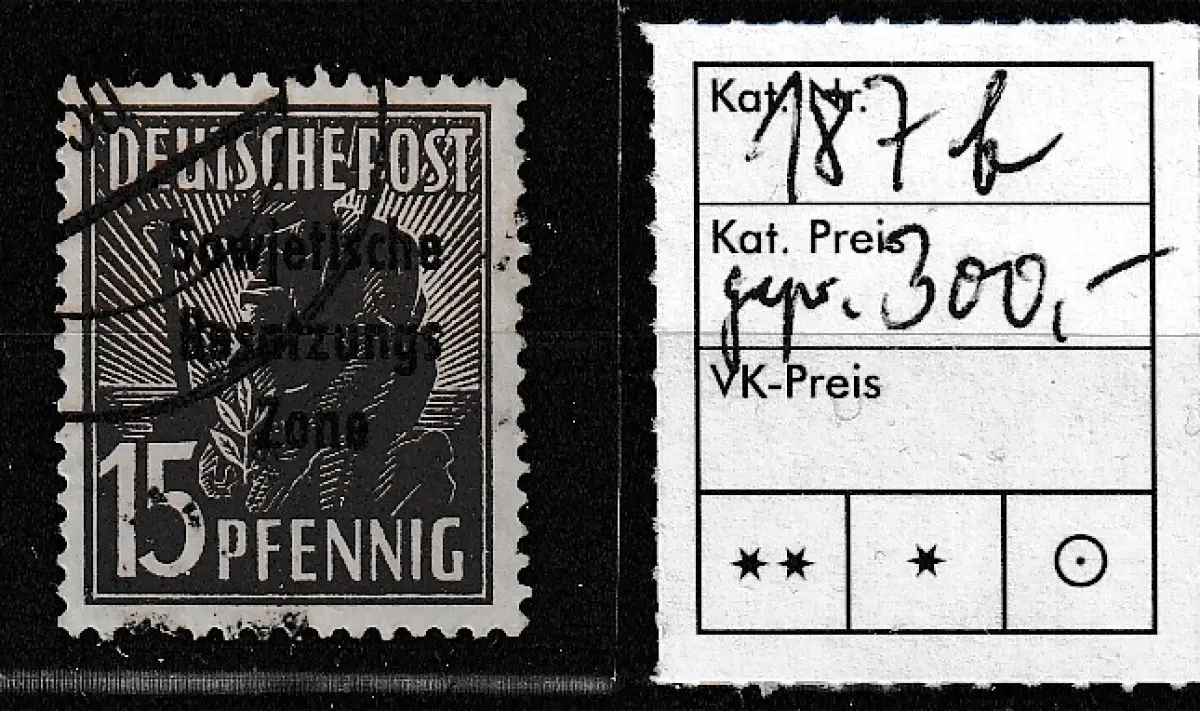 DEUTSCHE POST
Sowjetische
Besatzungs
Zone
15 PFENNIG
Kat. Nr.
187 b
Kat. Preis
gepr. 300,-
VK-Preis